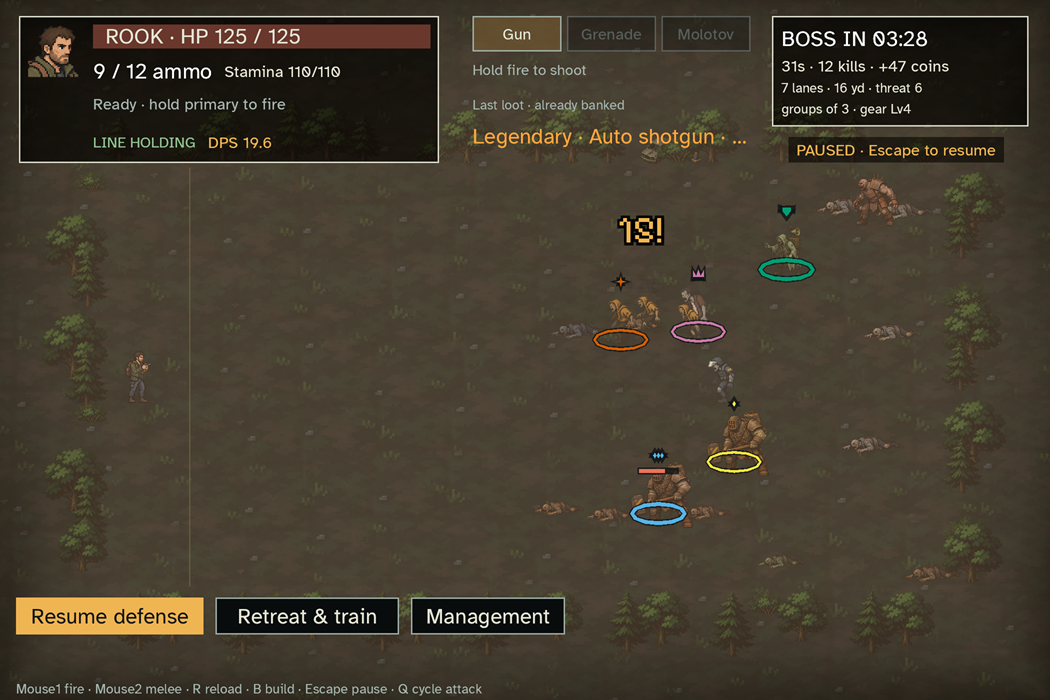 ROOK · HP 125 / 125
9 / 12 ammo Stamina 110/110
Ready · hold primary to fire
LINE HOLDING DPS 19.6
Gun Grenade Molotov
Hold fire to shoot
Last loot · already banked
Legendary · Auto shotgun · ...
BOSS IN 03:28
31s · 12 kills · +47 coins
7 lanes · 16 yd · threat 6
groups of 3 · gear Lv4
PAUSED · Escape to resume
18!
Resume defense Retreat & train Management
Mouse1 fire · Mouse2 melee · R reload · B build · Escape pause · Q cycle attack